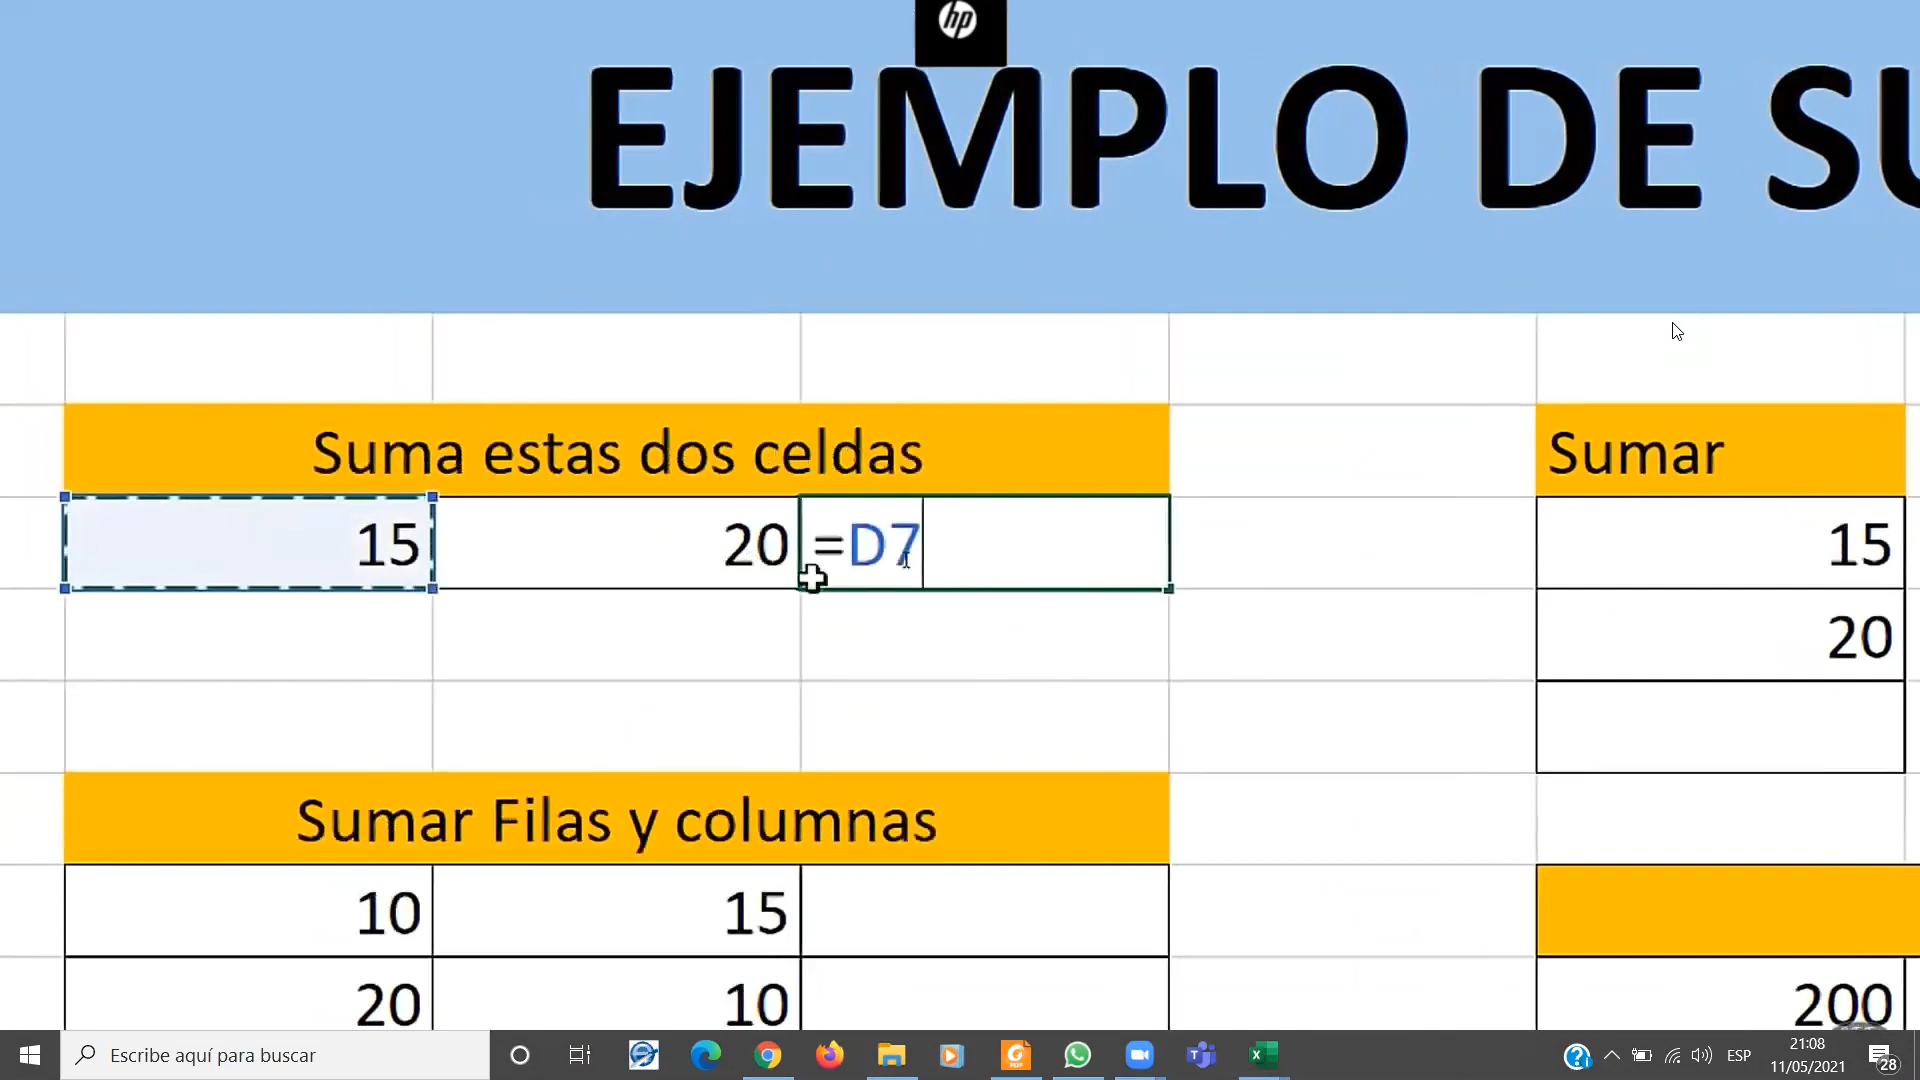 hp
EJEMPLO DE SU
Suma estas dos celdas
Sumar
15 20 =D7
15
20
Sumar Filas y columnas
10 15
20 10
200
Escribe aquí para buscar
ESP
21:08
11/05/2021
28